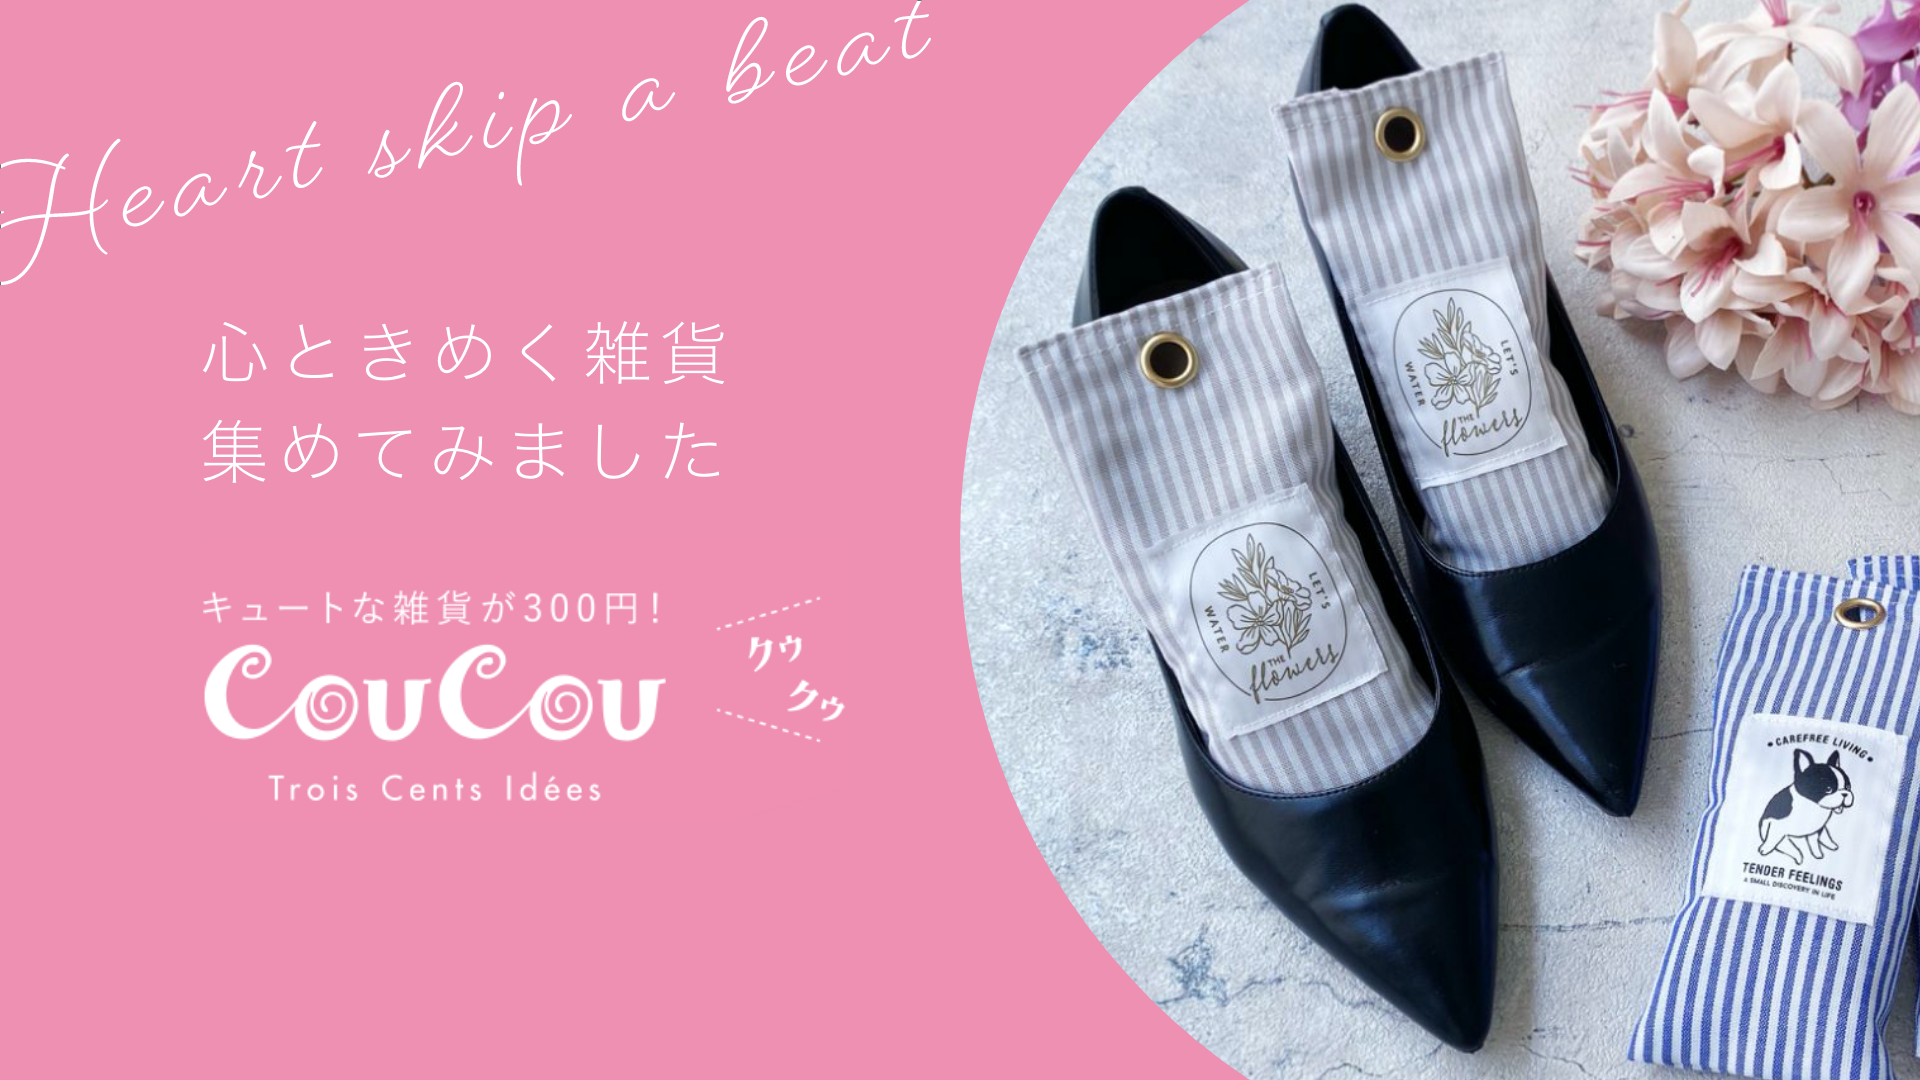 Heart skip a beat
心ときめく雑貨
集めてみました
キュートな雑貨が300円!
CouCou
クゥ
クゥ
Trois Cents Idées
LET'S
WATER
THE
flowers
LET'S
WATER
THE
flowers
• CAREFREE LIVING •
TENDER FEELINGS
A SMALL DISCOVERY IN LIFE